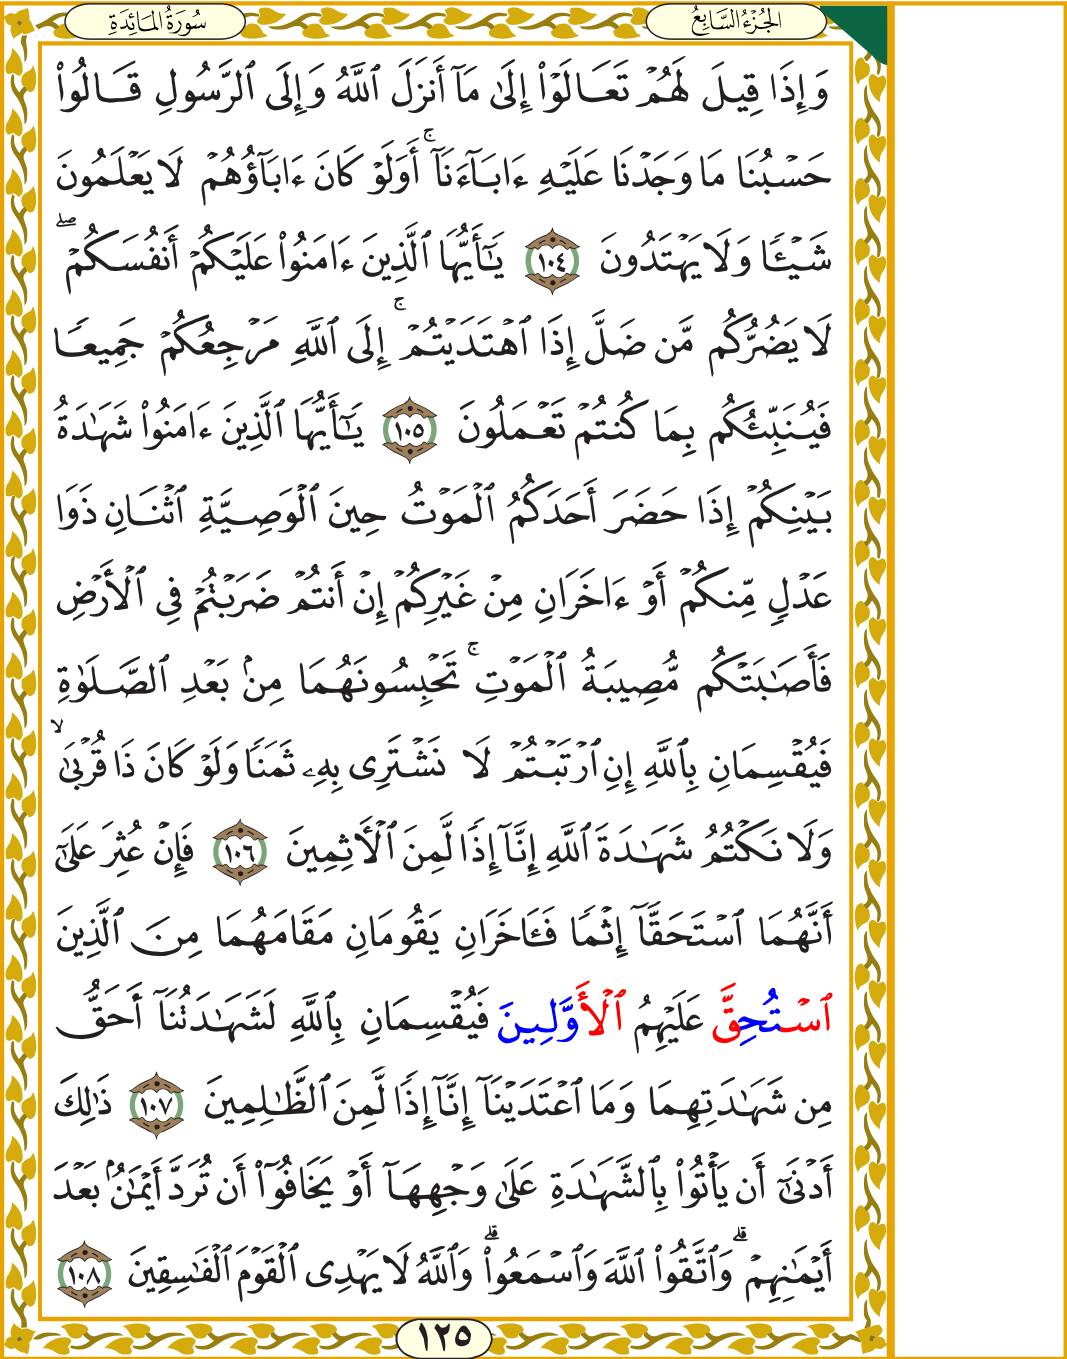 الجُزْءُ السَّابِعُ
سُورَةُ المَائِدَةِ
وَإِذَا قِيلَ لَهُمْ تَعَالَوْا۟ إِلَىٰ مَآ أَنزَلَ ٱللَّهُ وَإِلَى ٱلرَّسُولِ قَالُوا۟
حَسْبُنَا مَا وَجَدْنَا عَلَيْهِ ءَابَآءَنَآ ۚ أَوَلَوْ كَانَ ءَابَآؤُهُمْ لَا يَعْلَمُونَ
شَيْـًٔا وَلَا يَهْتَدُونَ ١٠٤ يَـٰٓأَيُّهَا ٱلَّذِينَ ءَامَنُوا۟ عَلَيْكُمْ أَنفُسَكُمْ ۖ
لَا يَضُرُّكُم مَّن ضَلَّ إِذَا ٱهْتَدَيْتُمْ ۚ إِلَى ٱللَّهِ مَرْجِعُكُمْ جَمِيعًا
فَيُنَبِّئُكُم بِمَا كُنتُمْ تَعْمَلُونَ ١٠٥ يَـٰٓأَيُّهَا ٱلَّذِينَ ءَامَنُوا۟ شَهَـٰدَةُ
بَيْنِكُمْ إِذَا حَضَرَ أَحَدَكُمُ ٱلْمَوْتُ حِينَ ٱلْوَصِيَّةِ ٱثْنَانِ ذَوَا
عَدْلٍ مِّنكُمْ أَوْ ءَاخَرَانِ مِنْ غَيْرِكُمْ إِنْ أَنتُمْ ضَرَبْتُمْ فِى ٱلْأَرْضِ
فَأَصَـٰبَتْكُم مُّصِيبَةُ ٱلْمَوْتِ ۚ تَحْبِسُونَهُمَا مِنۢ بَعْدِ ٱلصَّلَوٰةِ
فَيُقْسِمَانِ بِٱللَّهِ إِنِ ٱرْتَبْتُمْ لَا نَشْتَرِى بِهِۦ ثَمَنًا وَلَوْ كَانَ ذَا قُرْبَىٰ ۙ
وَلَا نَكْتُمُ شَهَـٰدَةَ ٱللَّهِ إِنَّآ إِذًا لَّمِنَ ٱلْـَٔاثِمِينَ ١٠٦ فَإِنْ عُثِرَ عَلَىٰٓ
أَنَّهُمَا ٱسْتَحَقَّآ إِثْمًا فَـَٔاخَرَانِ يَقُومَانِ مَقَامَهُمَا مِنَ ٱلَّذِينَ
ٱسْتُحِقَّ عَلَيْهِمُ ٱلْأَوَّلِينَ فَيُقْسِمَانِ بِٱللَّهِ لَشَهَـٰدَتُنَآ أَحَقُّ
مِن شَهَـٰدَتِهِمَا وَمَا ٱعْتَدَيْنَآ إِنَّآ إِذًا لَّمِنَ ٱلظَّـٰلِمِينَ ١٠٧ ذَٰلِكَ
أَدْنَىٰٓ أَن يَأْتُوا۟ بِٱلشَّهَـٰدَةِ عَلَىٰ وَجْهِهَآ أَوْ يَخَافُوٓا۟ أَن تُرَدَّ أَيْمَـٰنٌۢ بَعْدَ
أَيْمَـٰنِهِمْ ۗ وَٱتَّقُوا۟ ٱللَّهَ وَٱسْمَعُوا۟ ۗ وَٱللَّهُ لَا يَهْدِى ٱلْقَوْمَ ٱلْفَـٰسِقِينَ ١٠٨
١٢٥